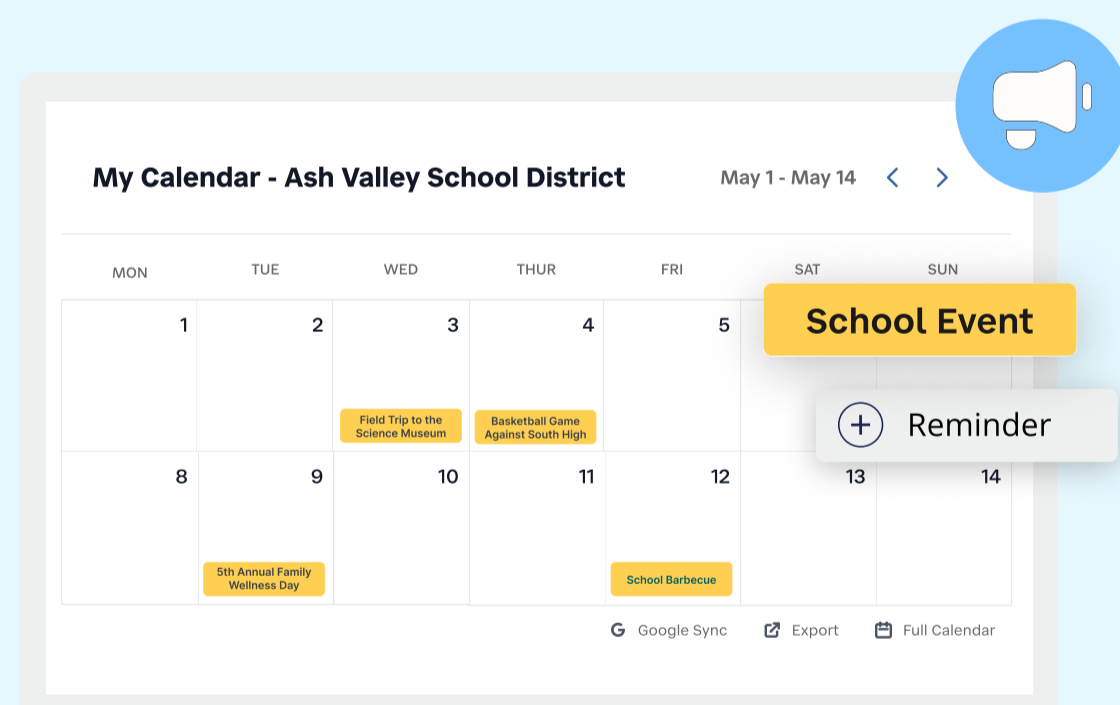 My Calendar - Ash Valley School District
May 1 - May 14
MON TUE WED THUR FRI SAT SUN
School Event
1 2 3 4 5
Field Trip to the
Science Museum
Basketball Game
Against South High
Reminder
8 9 10 11 12 13 14
5th Annual Family
Wellness Day
School Barbecue
Google Sync Export Full Calendar